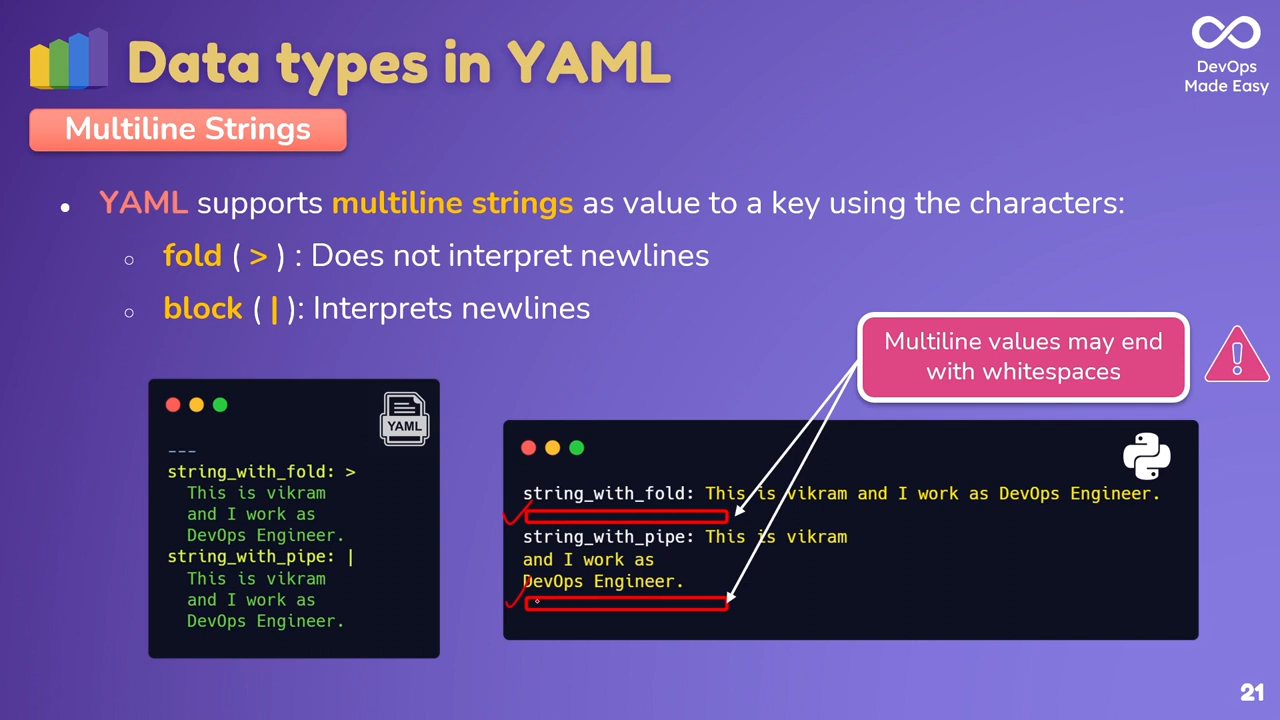 Data types in YAML
DevOps
Made Easy
Multiline Strings
• YAML supports multiline strings as value to a key using the characters:
○ fold ( > ) : Does not interpret newlines
○ block ( | ): Interprets newlines
Multiline values may end
with whitespaces
YAML
---
string_with_fold: >
  This is vikram
  and I work as
  DevOps Engineer.
string_with_pipe: |
  This is vikram
  and I work as
  DevOps Engineer.
string_with_fold: This is vikram and I work as DevOps Engineer.
string_with_pipe: This is vikram
and I work as
DevOps Engineer.
21